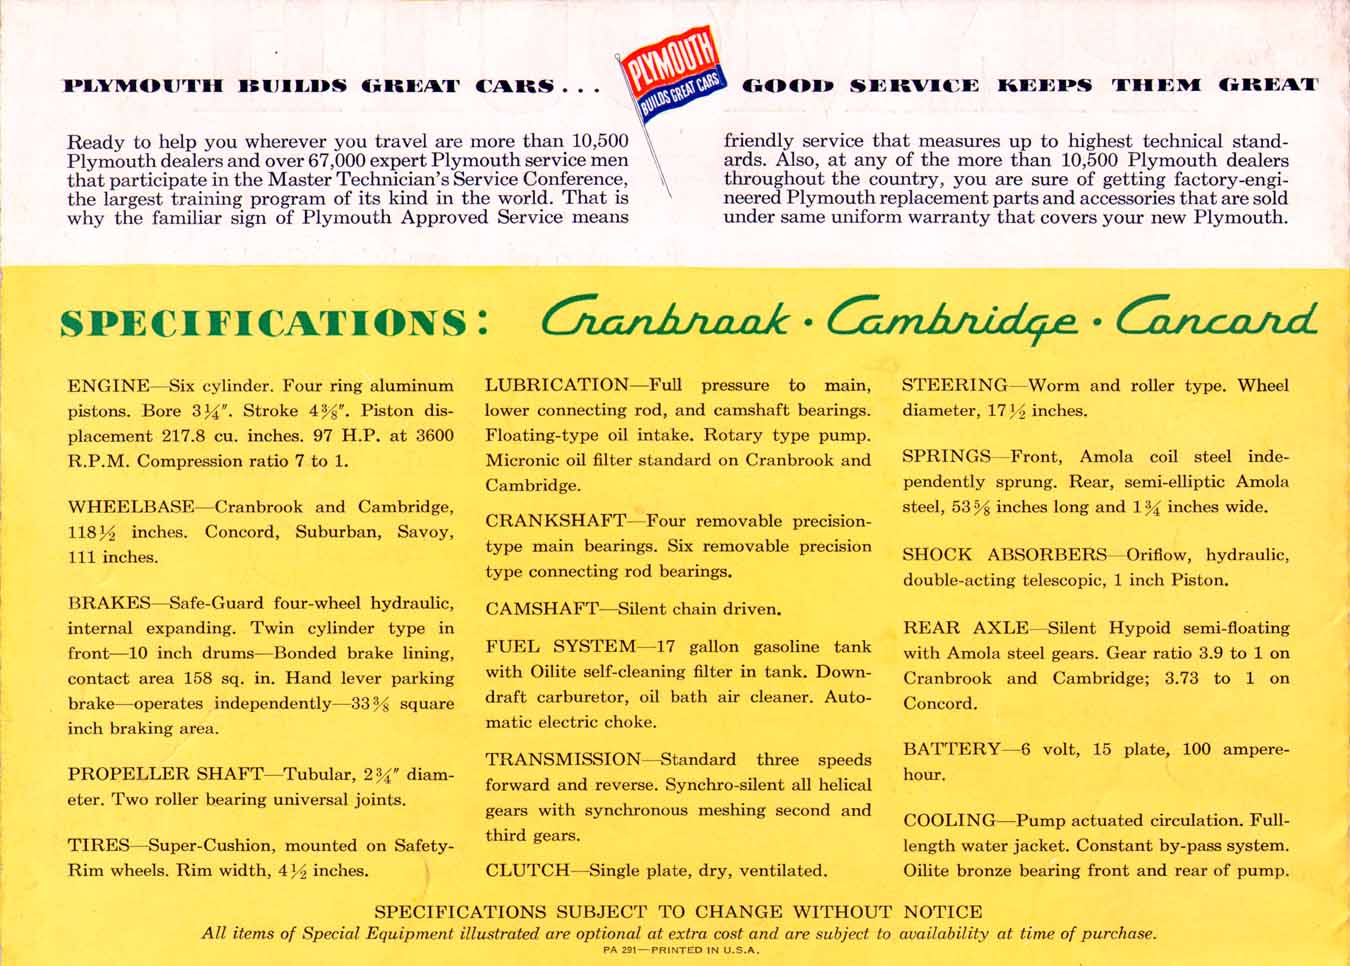 PLYMOUTH BUILDS GREAT CARS...
PLYMOUTH
BUILDS GREAT CARS
GOOD SERVICE KEEPS THEM GREAT
Ready to help you wherever you travel are more than 10,500
Plymouth dealers and over 67,000 expert Plymouth service men
that participate in the Master Technician's Service Conference,
the largest training program of its kind in the world. That is
why the familiar sign of Plymouth Approved Service means
friendly service that measures up to highest technical stand-
ards. Also, at any of the more than 10,500 Plymouth dealers
throughout the country, you are sure of getting factory-engi-
neered Plymouth replacement parts and accessories that are sold
under same uniform warranty that covers your new Plymouth.
SPECIFICATIONS: Cranbrook · Cambridge · Concord
ENGINE—Six cylinder. Four ring aluminum
pistons. Bore 3¼". Stroke 4⅜". Piston dis-
placement 217.8 cu. inches. 97 H.P. at 3600
R.P.M. Compression ratio 7 to 1.
WHEELBASE—Cranbrook and Cambridge,
118½ inches. Concord, Suburban, Savoy,
111 inches.
BRAKES—Safe-Guard four-wheel hydraulic,
internal expanding. Twin cylinder type in
front—10 inch drums—Bonded brake lining,
contact area 158 sq. in. Hand lever parking
brake—operates independently—33⅜ square
inch braking area.
PROPELLER SHAFT—Tubular, 2¾" diam-
eter. Two roller bearing universal joints.
TIRES—Super-Cushion, mounted on Safety-
Rim wheels. Rim width, 4½ inches.
LUBRICATION—Full pressure to main,
lower connecting rod, and camshaft bearings.
Floating-type oil intake. Rotary type pump.
Micronic oil filter standard on Cranbrook and
Cambridge.
CRANKSHAFT—Four removable precision-
type main bearings. Six removable precision
type connecting rod bearings.
CAMSHAFT—Silent chain driven.
FUEL SYSTEM—17 gallon gasoline tank
with Oilite self-cleaning filter in tank. Down-
draft carburetor, oil bath air cleaner. Auto-
matic electric choke.
TRANSMISSION—Standard three speeds
forward and reverse. Synchro-silent all helical
gears with synchronous meshing second and
third gears.
CLUTCH—Single plate, dry, ventilated.
STEERING—Worm and roller type. Wheel
diameter, 17½ inches.
SPRINGS—Front, Amola coil steel inde-
pendently sprung. Rear, semi-elliptic Amola
steel, 53⅝ inches long and 1¾ inches wide.
SHOCK ABSORBERS—Oriflow, hydraulic,
double-acting telescopic, 1 inch Piston.
REAR AXLE—Silent Hypoid semi-floating
with Amola steel gears. Gear ratio 3.9 to 1 on
Cranbrook and Cambridge; 3.73 to 1 on
Concord.
BATTERY—6 volt, 15 plate, 100 ampere-
hour.
COOLING—Pump actuated circulation. Full-
length water jacket. Constant by-pass system.
Oilite bronze bearing front and rear of pump.
SPECIFICATIONS SUBJECT TO CHANGE WITHOUT NOTICE
All items of Special Equipment illustrated are optional at extra cost and are subject to availability at time of purchase.
PA 291—PRINTED IN U.S.A.